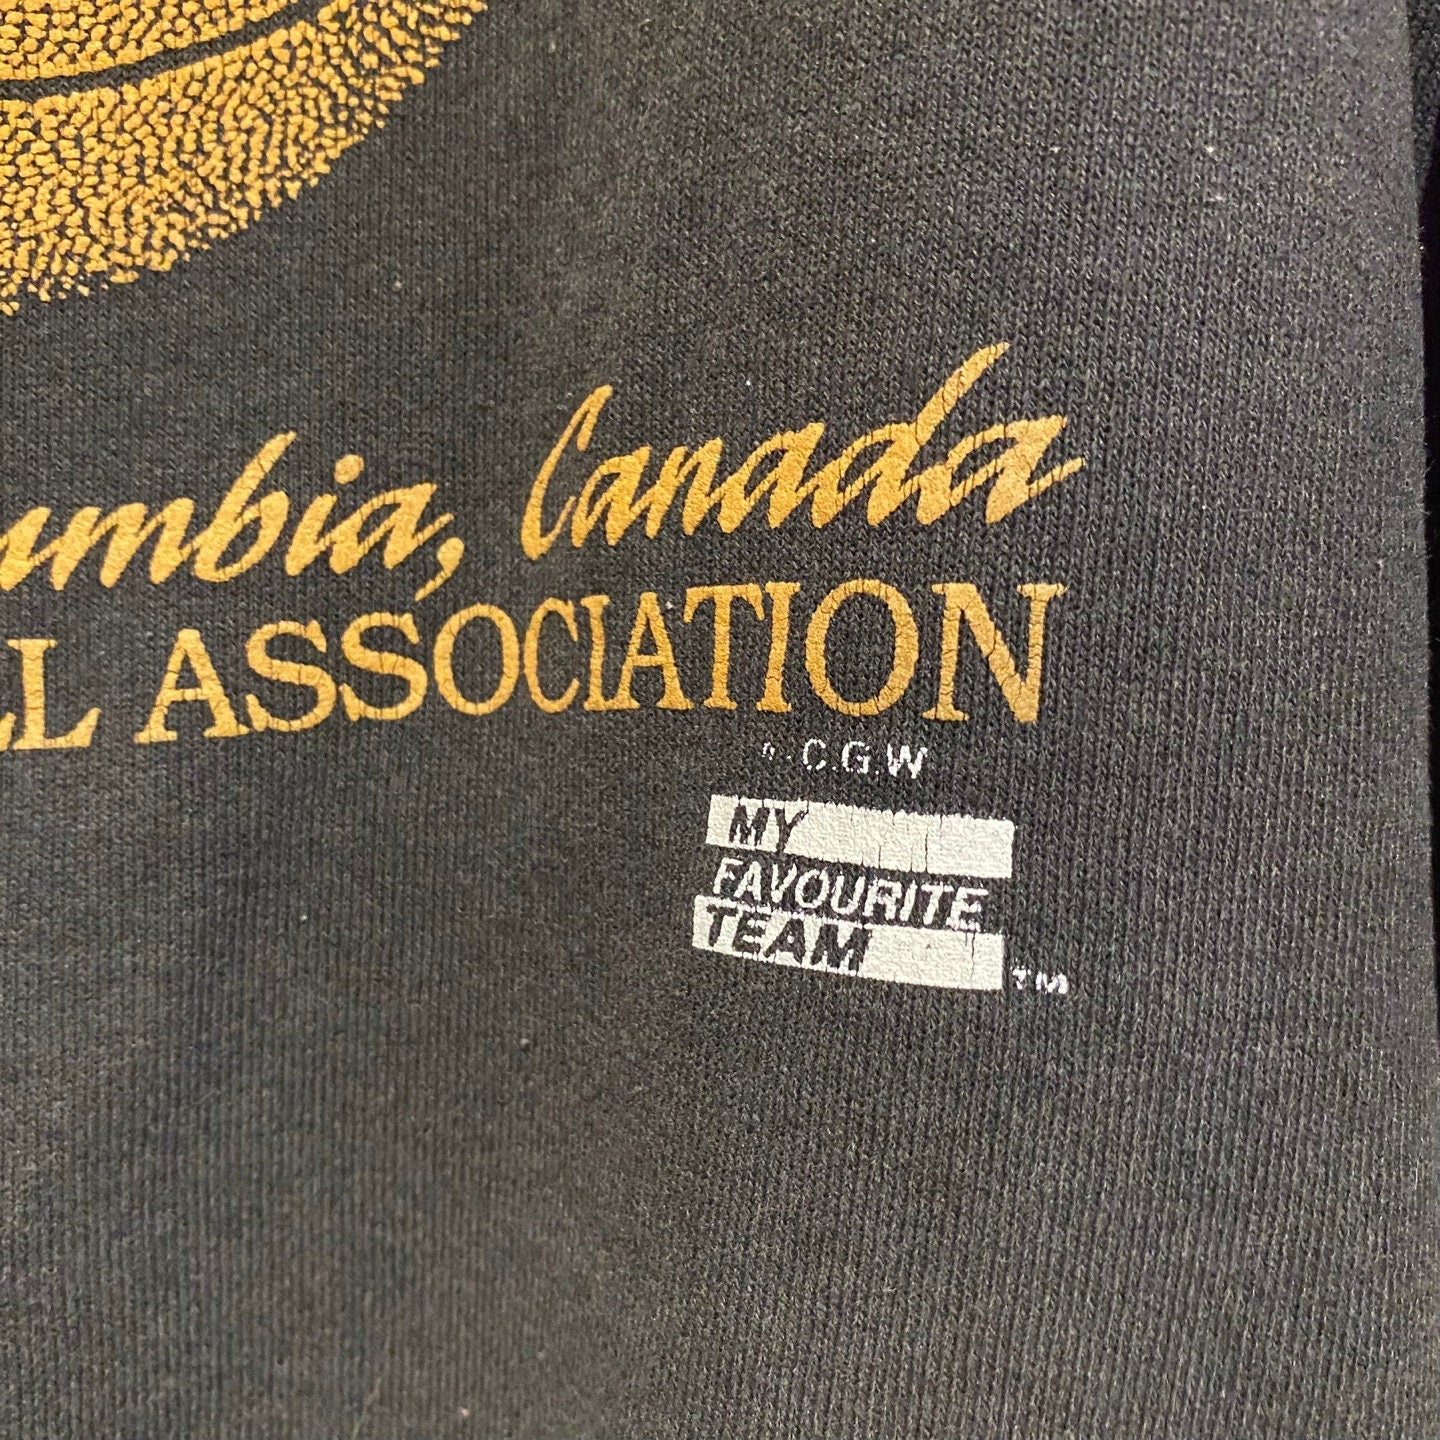 umbia, Canada
LL ASSOCIATION
C.G.W
MY
FAVOURITE
TEAM TM